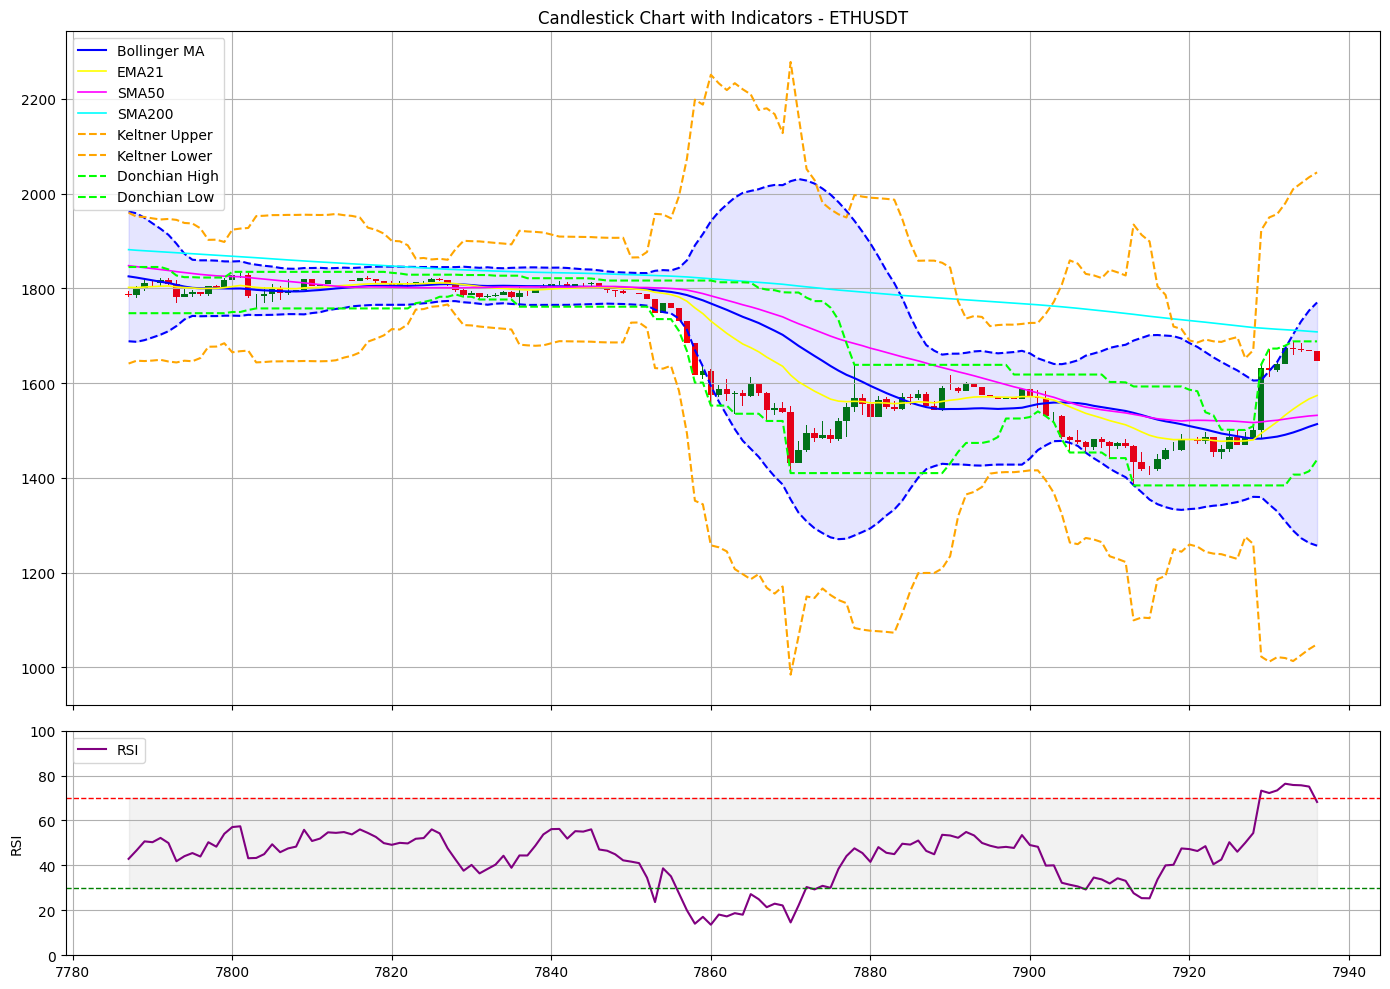 Candlestick Chart with Indicators - ETHUSDT
Bollinger MA
EMA21
SMA50
SMA200
Keltner Upper
Keltner Lower
Donchian High
Donchian Low
2200
2000
1800
1600
1400
1200
1000
RSI
100
80
60
40
20
0
RSI
7780
7800
7820
7840
7860
7880
7900
7920
7940